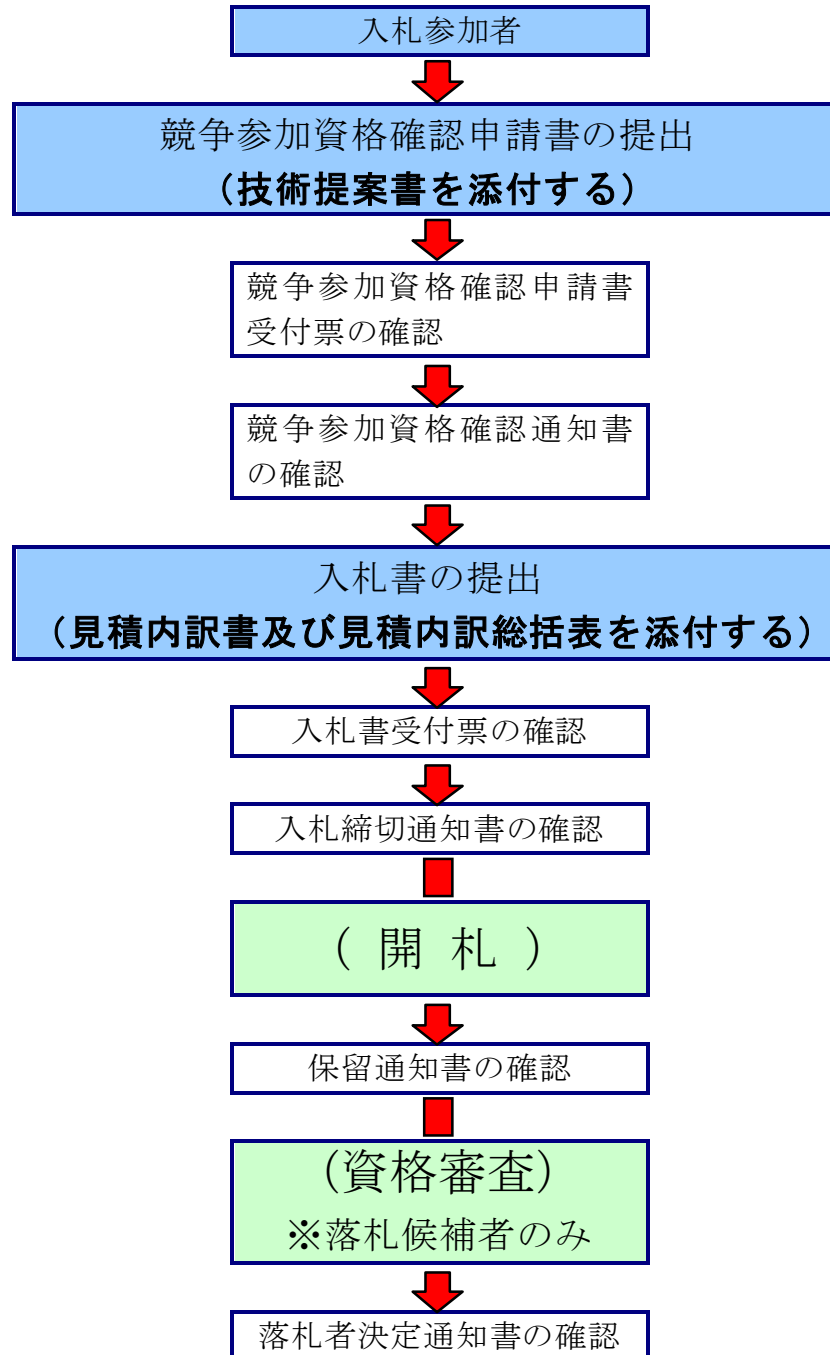 入札参加者
競争参加資格確認申請書の提出
（技術提案書を添付する）
競争参加資格確認申請書
受付票の確認
競争参加資格確認通知書
の確認
入札書の提出
（見積内訳書及び見積内訳総括表を添付する）
入札書受付票の確認
入札締切通知書の確認
（ 開 札 ）
保留通知書の確認
（資格審査）
※落札候補者のみ
落札者決定通知書の確認